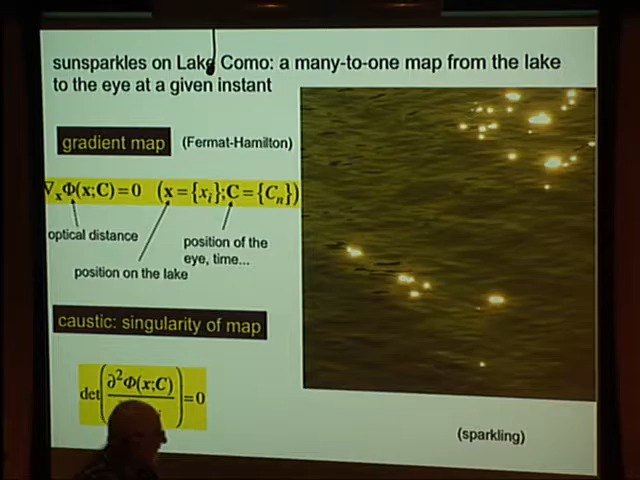 sunsparkles on Lake Como: a many-to-one map from the lake
to the eye at a given instant
gradient map (Fermat-Hamilton)
∇ₓΦ(x;C)=0 (x={xᵢ};C={Cₙ})
optical distance
position on the lake
position of the
eye, time...
caustic: singularity of map
det(∂²Φ(x;C)/ )=0
(sparkling)